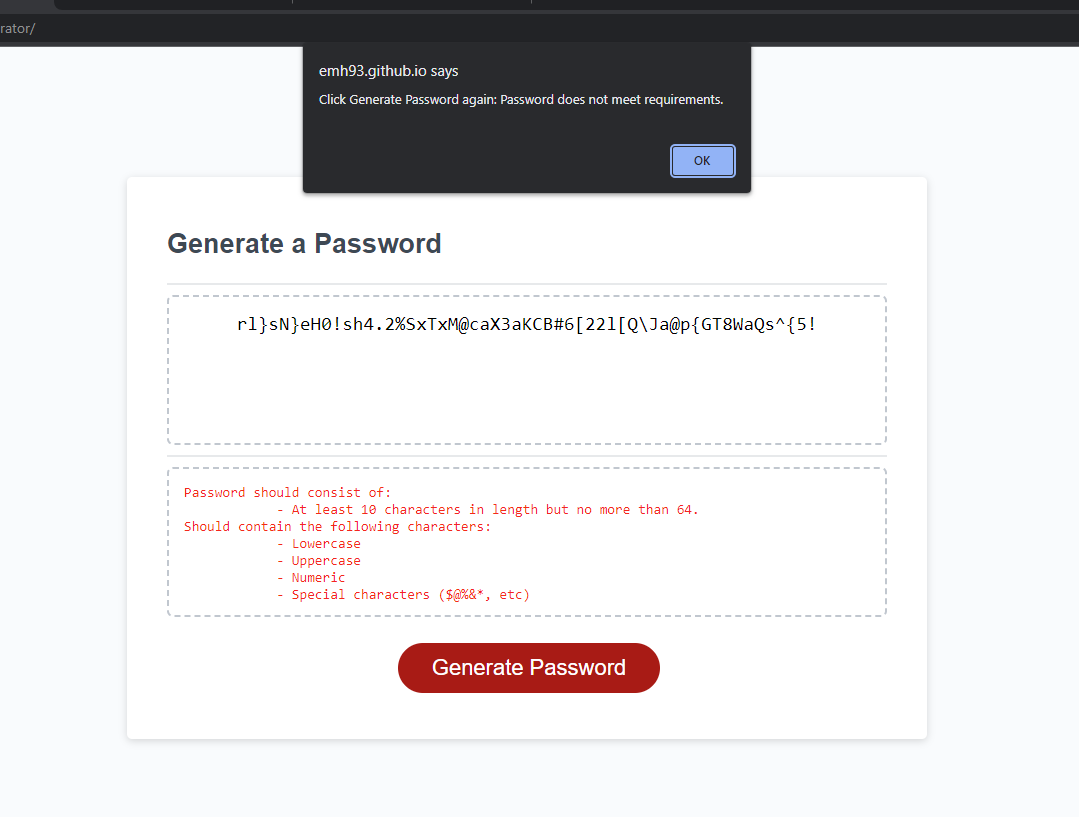 rator/
emh93.github.io says
Click Generate Password again: Password does not meet requirements.
OK
Generate a Password
rl}sN}eH0!sh4.2%SxTxM@caX3aKCB#6[22l[Q\Ja@p{GT8WaQs^{5!
Password should consist of:
- At least 10 characters in length but no more than 64.
Should contain the following characters:
- Lowercase
- Uppercase
- Numeric
- Special characters ($@%&*, etc)
Generate Password